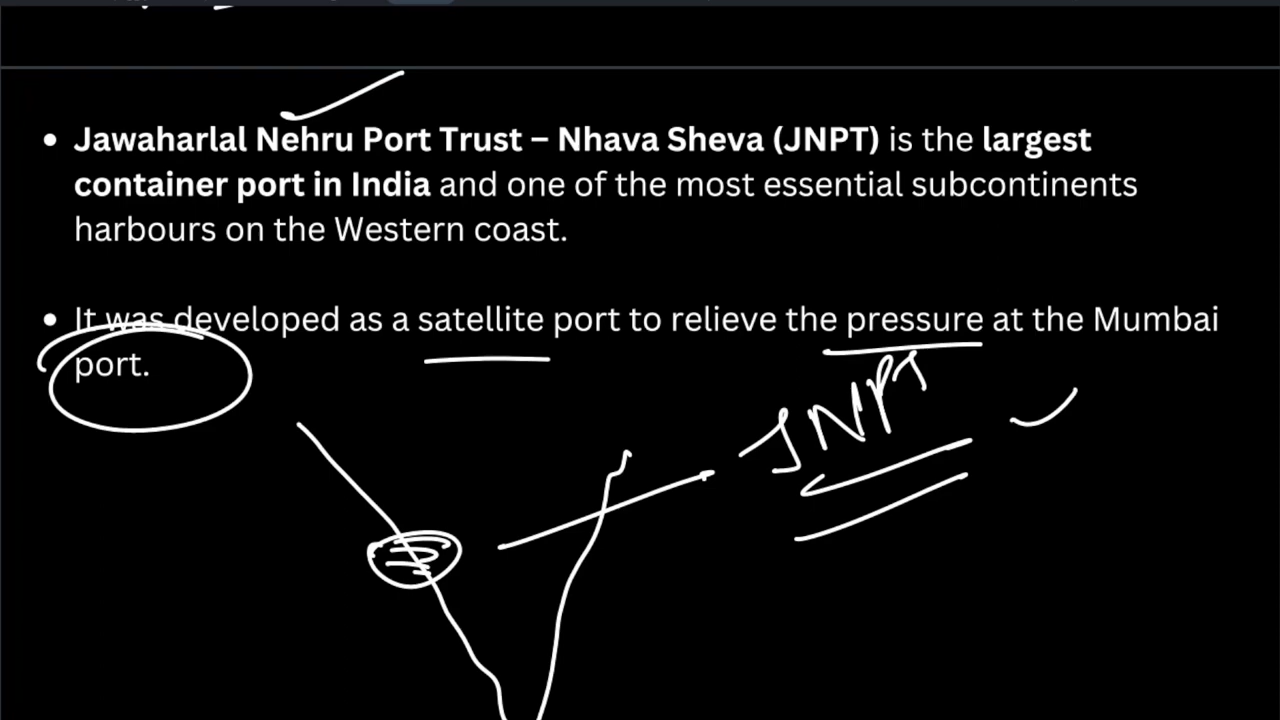 • Jawaharlal Nehru Port Trust – Nhava Sheva (JNPT) is the largest
container port in India and one of the most essential subcontinents
harbours on the Western coast.
• It was developed as a satellite port to relieve the pressure at the Mumbai
port.
JNPT